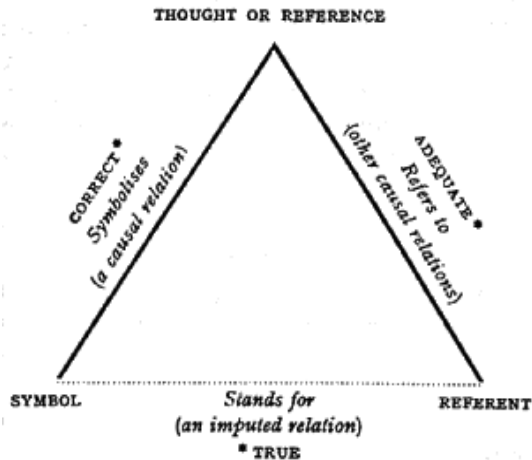 THOUGHT OR REFERENCE
CORRECT*
Symbolises
(a causal relation)
ADEQUATE*
Refers to
(other causal relations)
SYMBOL
Stands for
(an imputed relation)
* TRUE
REFERENT